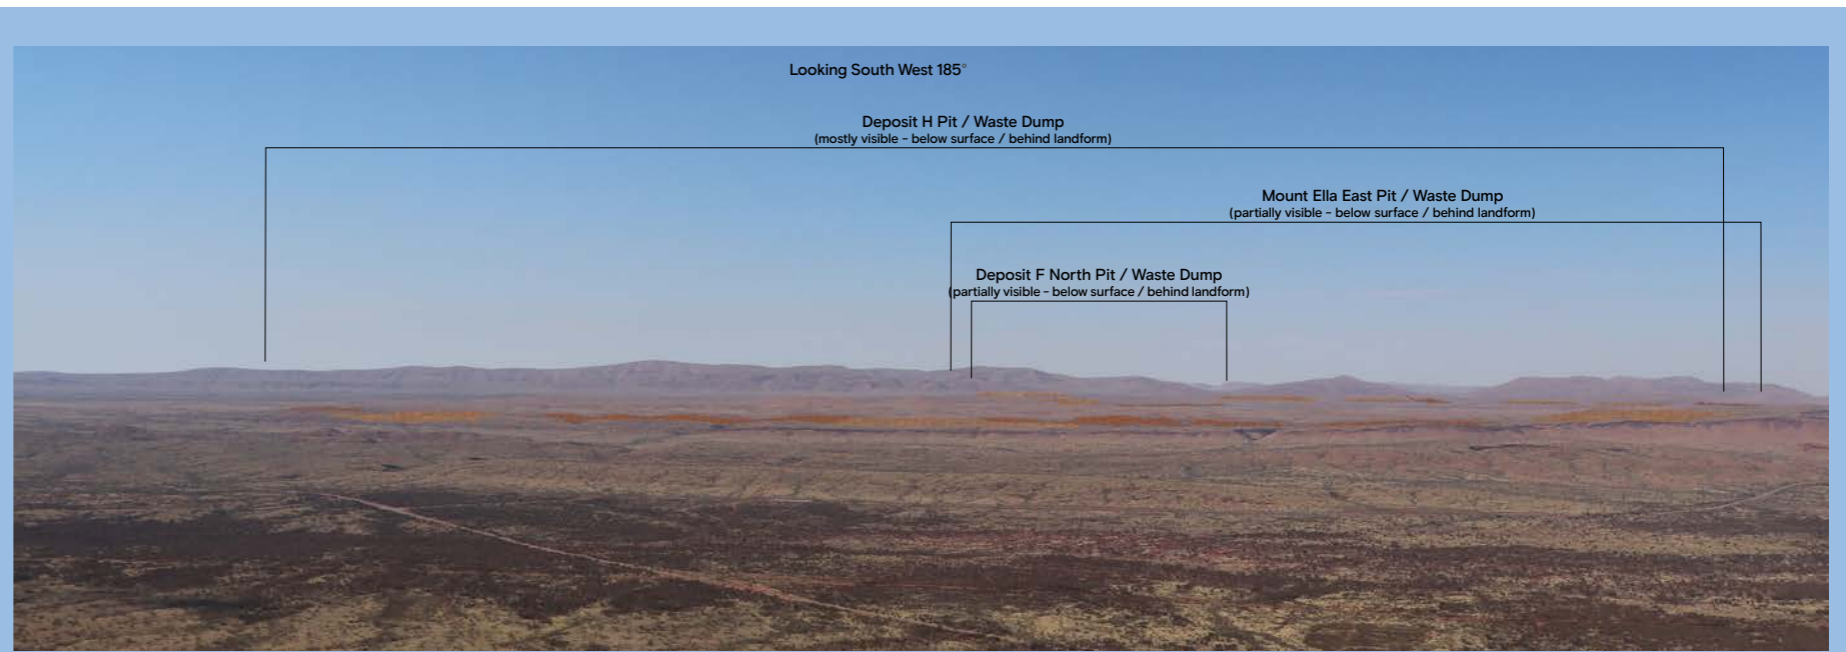 Looking South West 185°
Deposit H Pit / Waste Dump
(mostly visible - below surface / behind landform)
Mount Ella East Pit / Waste Dump
(partially visible - below surface / behind landform)
Deposit F North Pit / Waste Dump
(partially visible - below surface / behind landform)